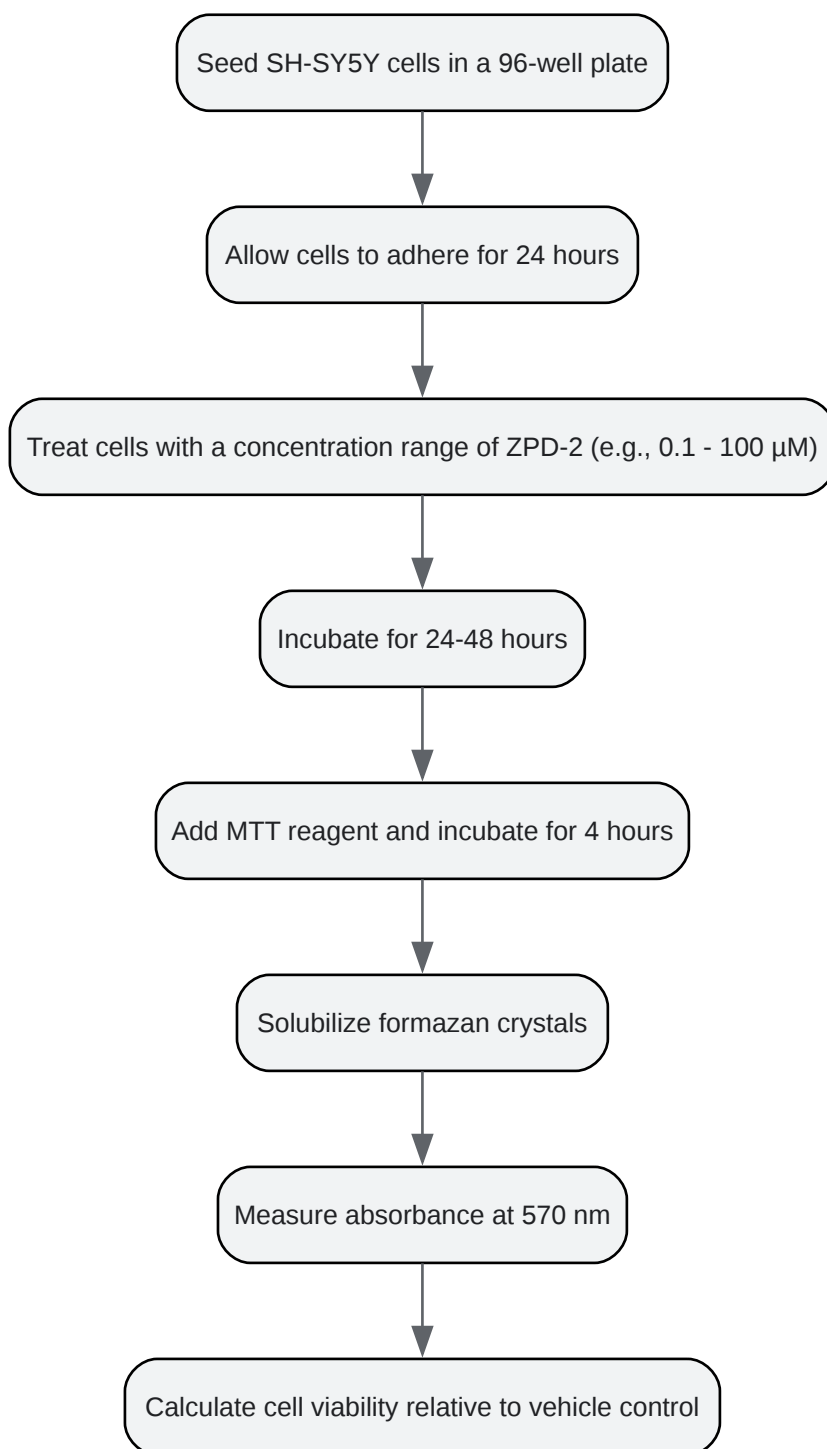 Seed SH-SY5Y cells in a 96-well plate
Allow cells to adhere for 24 hours
Treat cells with a concentration range of ZPD-2 (e.g., 0.1 - 100 µM)
Incubate for 24-48 hours
Add MTT reagent and incubate for 4 hours
Solubilize formazan crystals
Measure absorbance at 570 nm
Calculate cell viability relative to vehicle control